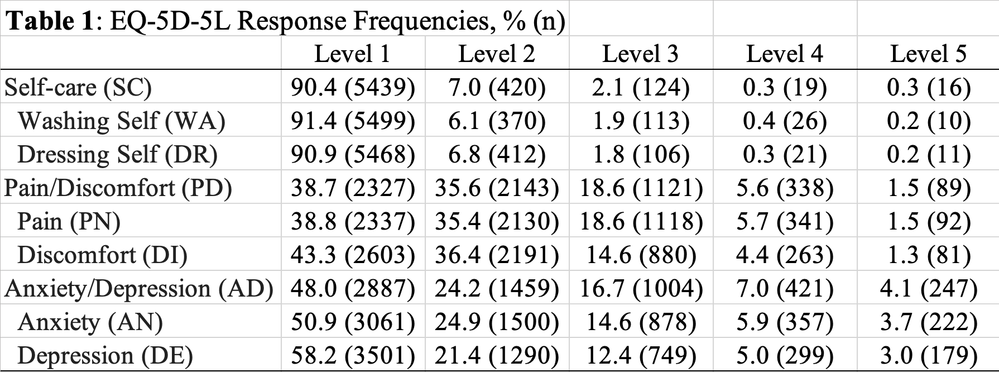 Table 1: EQ-5D-5L Response Frequencies, % (n)
Level 1 Level 2 Level 3 Level 4 Level 5
Self-care (SC) 90.4 (5439) 7.0 (420) 2.1 (124) 0.3 (19) 0.3 (16)
Washing Self (WA) 91.4 (5499) 6.1 (370) 1.9 (113) 0.4 (26) 0.2 (10)
Dressing Self (DR) 90.9 (5468) 6.8 (412) 1.8 (106) 0.3 (21) 0.2 (11)
Pain/Discomfort (PD) 38.7 (2327) 35.6 (2143) 18.6 (1121) 5.6 (338) 1.5 (89)
Pain (PN) 38.8 (2337) 35.4 (2130) 18.6 (1118) 5.7 (341) 1.5 (92)
Discomfort (DI) 43.3 (2603) 36.4 (2191) 14.6 (880) 4.4 (263) 1.3 (81)
Anxiety/Depression (AD) 48.0 (2887) 24.2 (1459) 16.7 (1004) 7.0 (421) 4.1 (247)
Anxiety (AN) 50.9 (3061) 24.9 (1500) 14.6 (878) 5.9 (357) 3.7 (222)
Depression (DE) 58.2 (3501) 21.4 (1290) 12.4 (749) 5.0 (299) 3.0 (179)